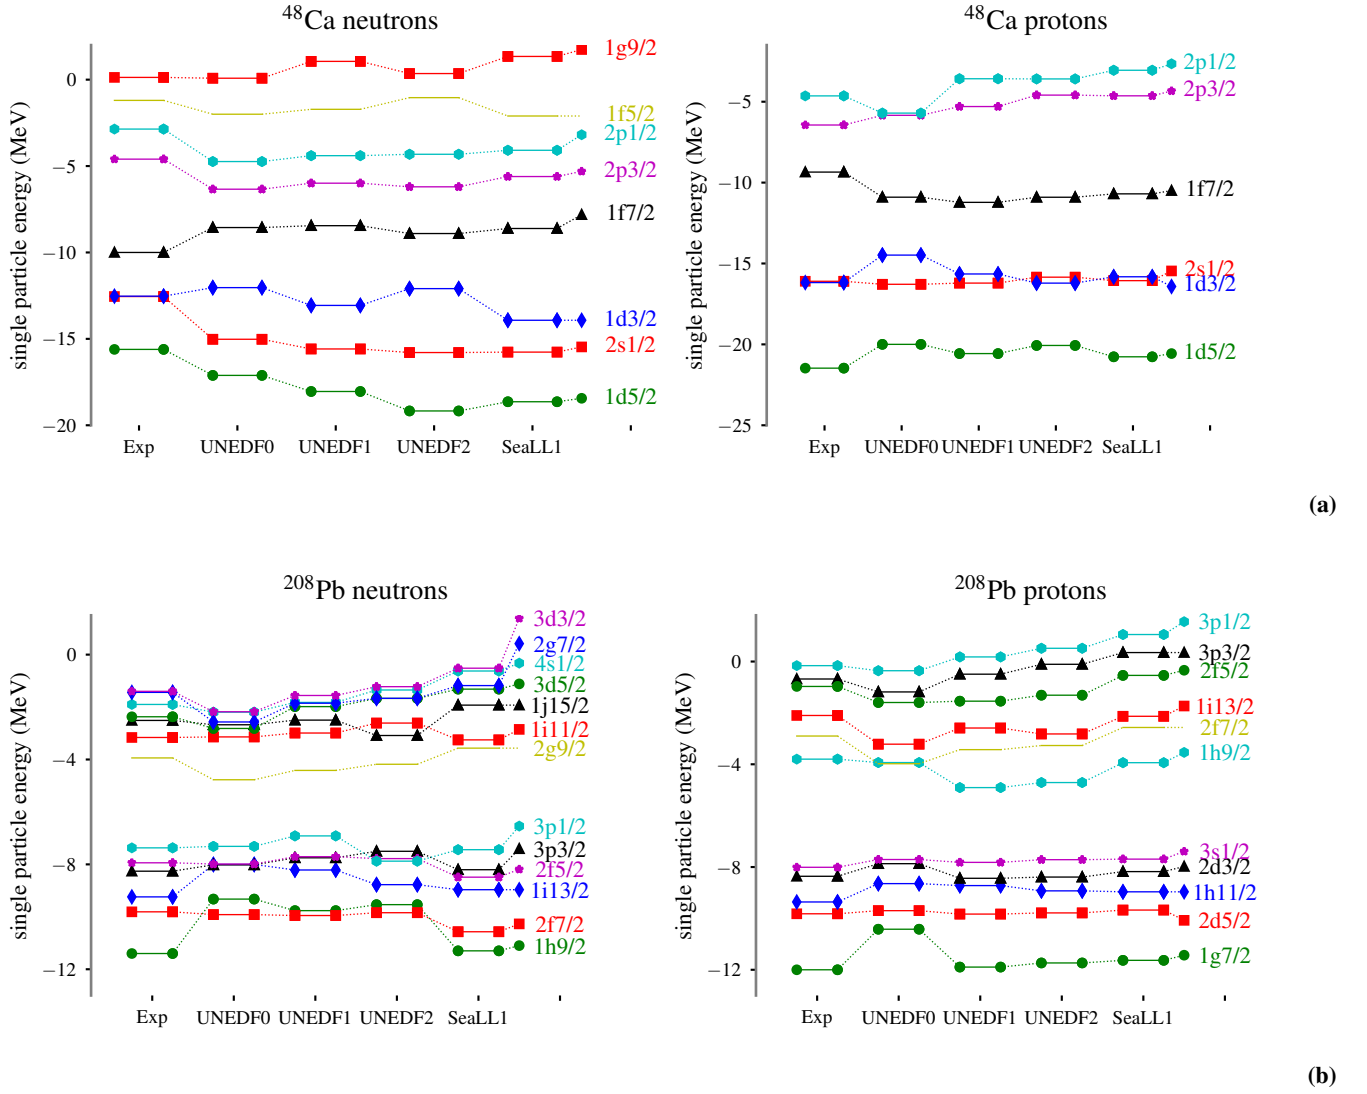 ⁴⁸Ca neutrons
single particle energy (MeV)
0
−5
−10
−15
−20
1g9/2
1f5/2
2p1/2
2p3/2
1f7/2
1d3/2
2s1/2
1d5/2
Exp UNEDF0 UNEDF1 UNEDF2 SeaLL1
⁴⁸Ca protons
single particle energy (MeV)
−5
−10
−15
−20
−25
2p1/2
2p3/2
1f7/2
2s1/2
1d3/2
1d5/2
Exp UNEDF0 UNEDF1 UNEDF2 SeaLL1
(a)
²⁰⁸Pb neutrons
single particle energy (MeV)
0
−4
−8
−12
3d3/2
2g7/2
4s1/2
3d5/2
1j15/2
1i11/2
2g9/2
3p1/2
3p3/2
2f5/2
1i13/2
2f7/2
1h9/2
Exp UNEDF0 UNEDF1 UNEDF2 SeaLL1
²⁰⁸Pb protons
single particle energy (MeV)
0
−4
−8
−12
3p1/2
3p3/2
2f5/2
1i13/2
2f7/2
1h9/2
3s1/2
2d3/2
1h11/2
2d5/2
1g7/2
Exp UNEDF0 UNEDF1 UNEDF2 SeaLL1
(b)